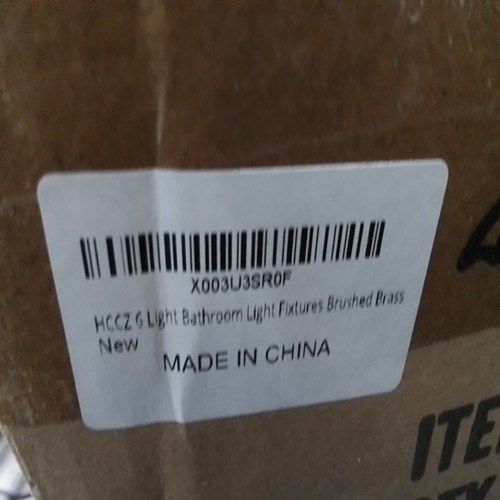 X003U3SR0F
HCCZ 6 Light Bathroom Light Fixtures Brushed Brass
New
MADE IN CHINA
ITE